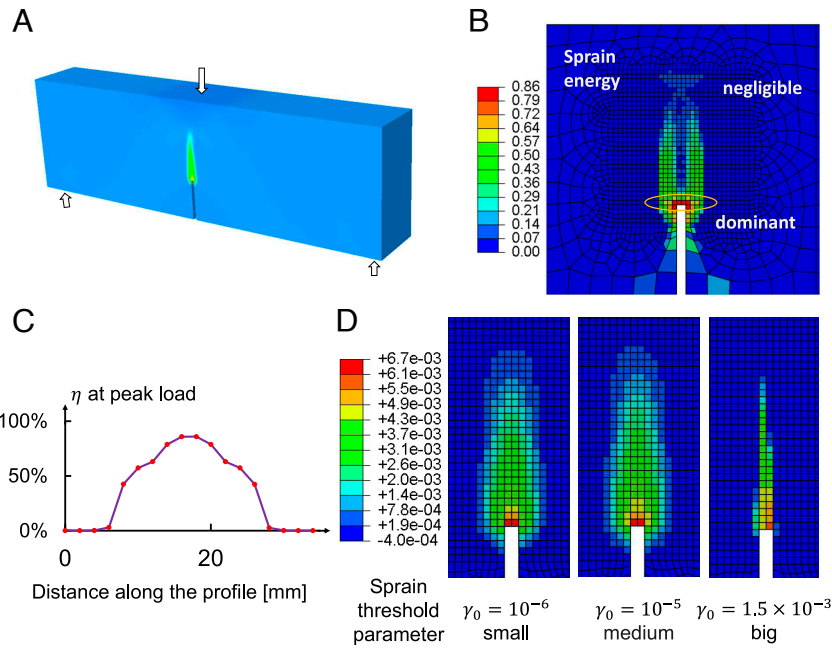 A
B
Sprain
energy
negligible
dominant
0.86
0.79
0.72
0.64
0.57
0.50
0.43
0.36
0.29
0.21
0.14
0.07
0.00
C
η at peak load
100%
50%
0%
0
20
Distance along the profile [mm]
D
+6.7e-03
+6.1e-03
+5.5e-03
+4.9e-03
+4.3e-03
+3.7e-03
+3.1e-03
+2.6e-03
+2.0e-03
+1.4e-03
+7.8e-04
+1.9e-04
-4.0e-04
Sprain
threshold
parameter
γ₀ = 10⁻⁶
small
γ₀ = 10⁻⁵
medium
γ₀ = 1.5 × 10⁻³
big